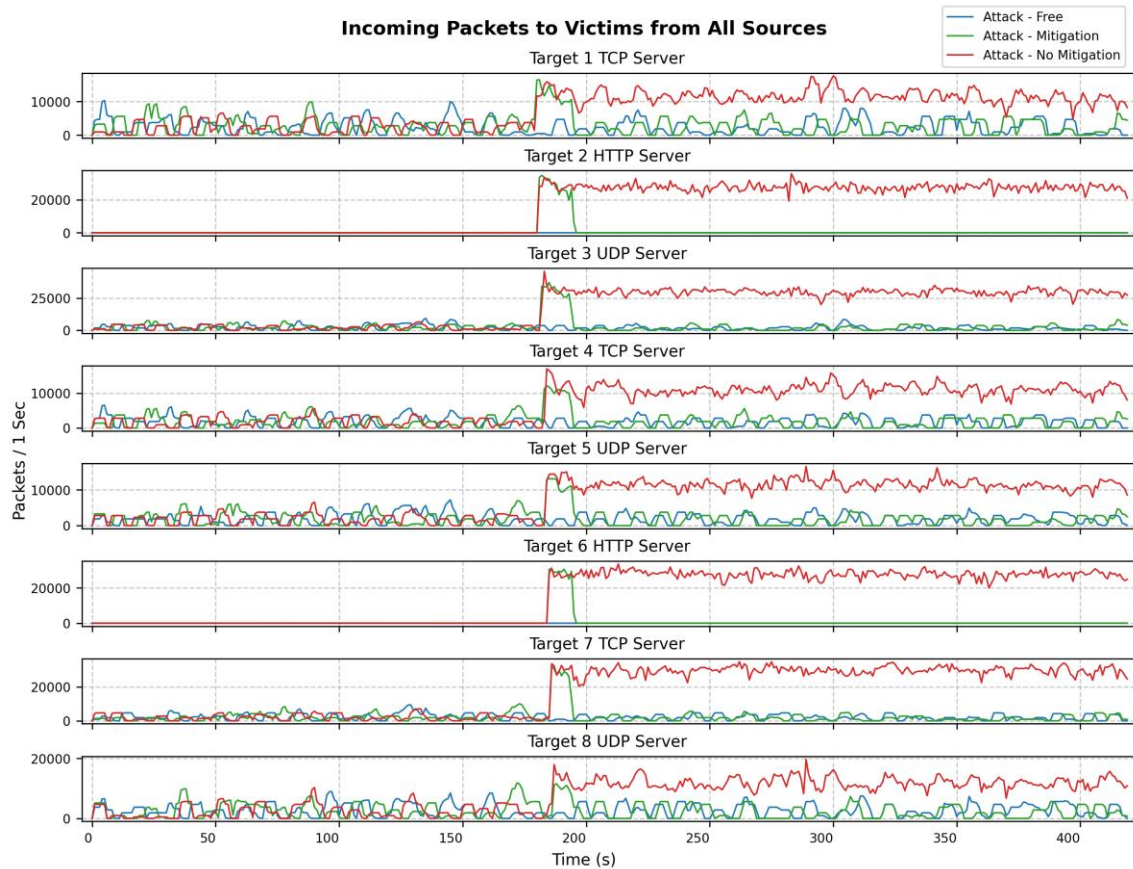 Incoming Packets to Victims from All Sources
Attack - Free
Attack - Mitigation
Attack - No Mitigation
Target 1 TCP Server
10000
0
Target 2 HTTP Server
20000
0
Target 3 UDP Server
25000
0
Target 4 TCP Server
10000
0
Target 5 UDP Server
10000
0
Target 6 HTTP Server
20000
0
Target 7 TCP Server
20000
0
Target 8 UDP Server
20000
10000
0
Packets / 1 Sec
0 50 100 150 200 250 300 350 400
Time (s)